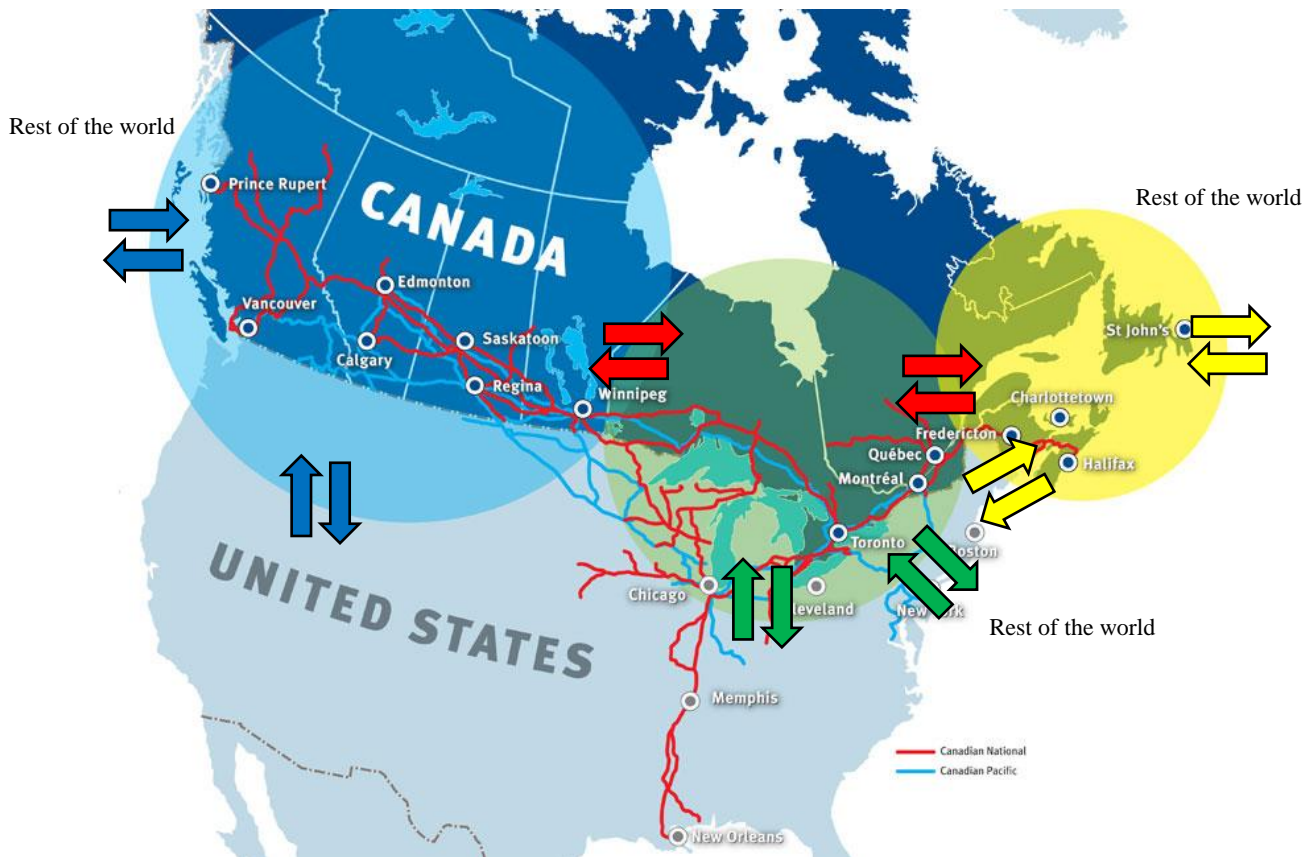 Rest of the world
Rest of the world
Prince Rupert
CANADA
Edmonton
Vancouver
St John's
Saskatoon
Calgary
Regina
Winnipeg
Charlottetown
Fredericton
Québec
Halifax
Montréal
Toronto
Boston
UNITED STATES
Chicago
Cleveland
New York
Rest of the world
Memphis
Canadian National
Canadian Pacific
New Orleans